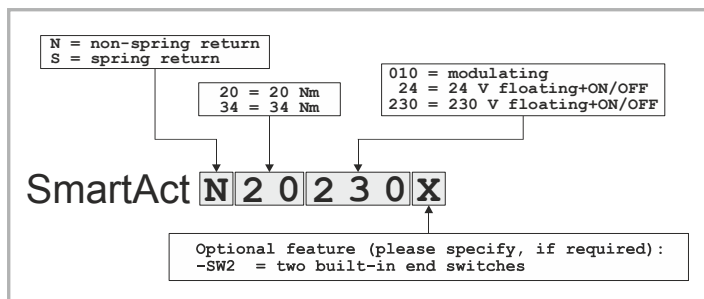 N = non-spring return
S = spring return
20 = 20 Nm
34 = 34 Nm
010 = modulating
24 = 24 V floating+ON/OFF
230 = 230 V floating+ON/OFF
SmartAct N 2 0 2 3 0 X
Optional feature (please specify, if required):
-SW2 = two built-in end switches